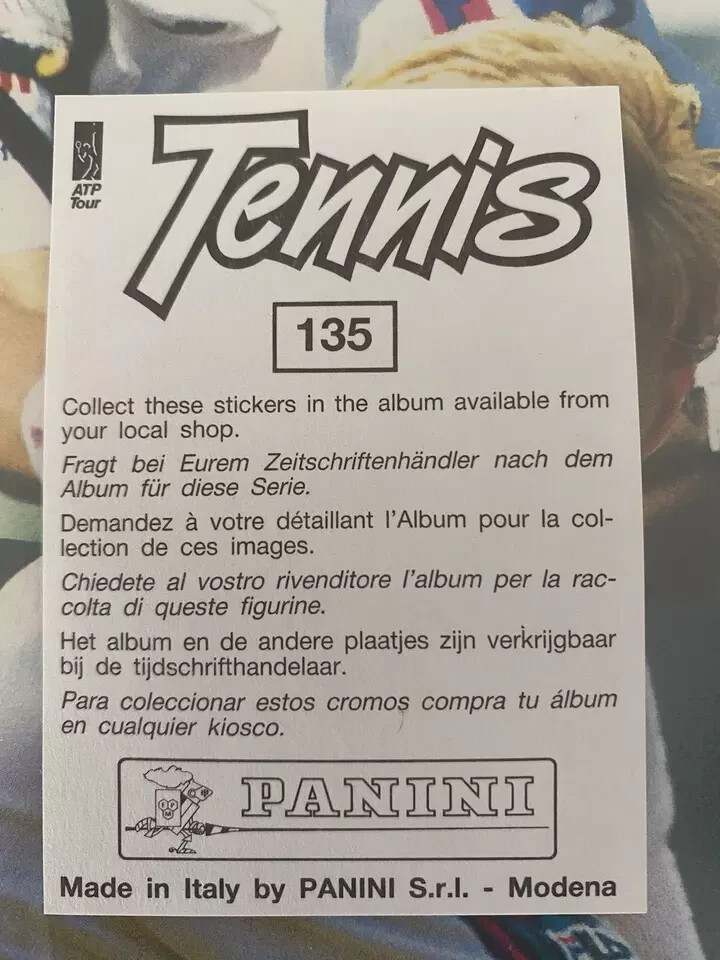 ATP
Tour
Tennis
135
Collect these stickers in the album available from
your local shop.
Fragt bei Eurem Zeitschriftenhändler nach dem
Album für diese Serie.
Demandez à votre détaillant l'Album pour la col-
lection de ces images.
Chiedete al vostro rivenditore l'album per la rac-
colta di queste figurine.
Het album en de andere plaatjes zijn verkrijgbaar
bij de tijdschrifthandelaar.
Para coleccionar estos cromos compra tu álbum
en cualquier kiosco.
PANINI
Made in Italy by PANINI S.r.l. - Modena